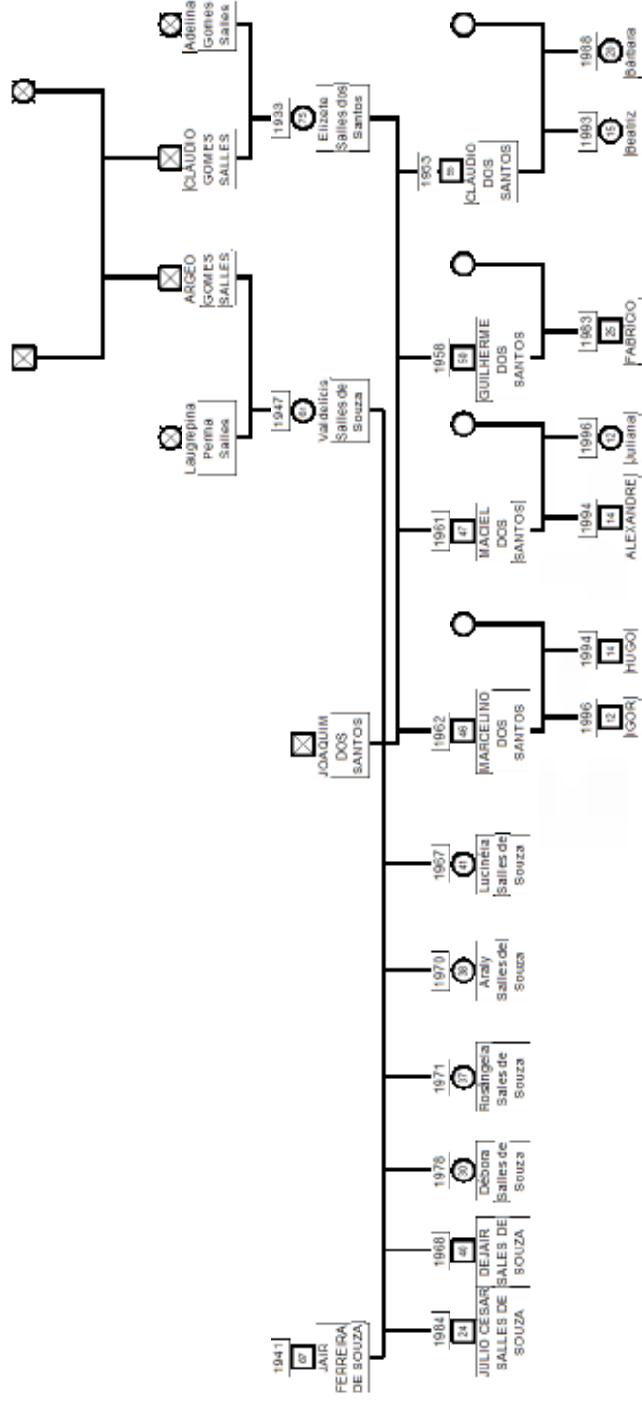 Laugrepina
Penna
Salles
ARGEO
GOMES
SALLES
CLAUDIO
GOMES
SALLES
Adelina
Gomes
Salles
1941
67
JAIR
FERREIRA
DE SOUZA
JOAQUIM
DOS
SANTOS
1947
61
Valdelicis
Salles de
Souza
1933
75
Elizete
Salles dos
Santos
1984
24
JULIO CESAR
SALLES DE
SOUZA
1968
40
DEJAIR
SALES DE
SOUZA
1978
30
Débora
Salles de
Souza
1971
37
Rosângela
Sales de
Souza
1970
38
Araly
Salles de
Souza
1967
41
Lucinéia
Salles de
Souza
1962
46
MARCELINO
DOS
SANTOS
1961
47
MACIEL
DOS
SANTOS
1958
50
GUILHERME
DOS
SANTOS
1953
55
CLAUDIO
DOS
SANTOS
1996
12
IGOR
1994
14
HUGO
1994
14
ALEXANDRE
1996
12
Juliana
1983
25
FABRICIO
1993
15
Beatriz
1988
20
Bárbara